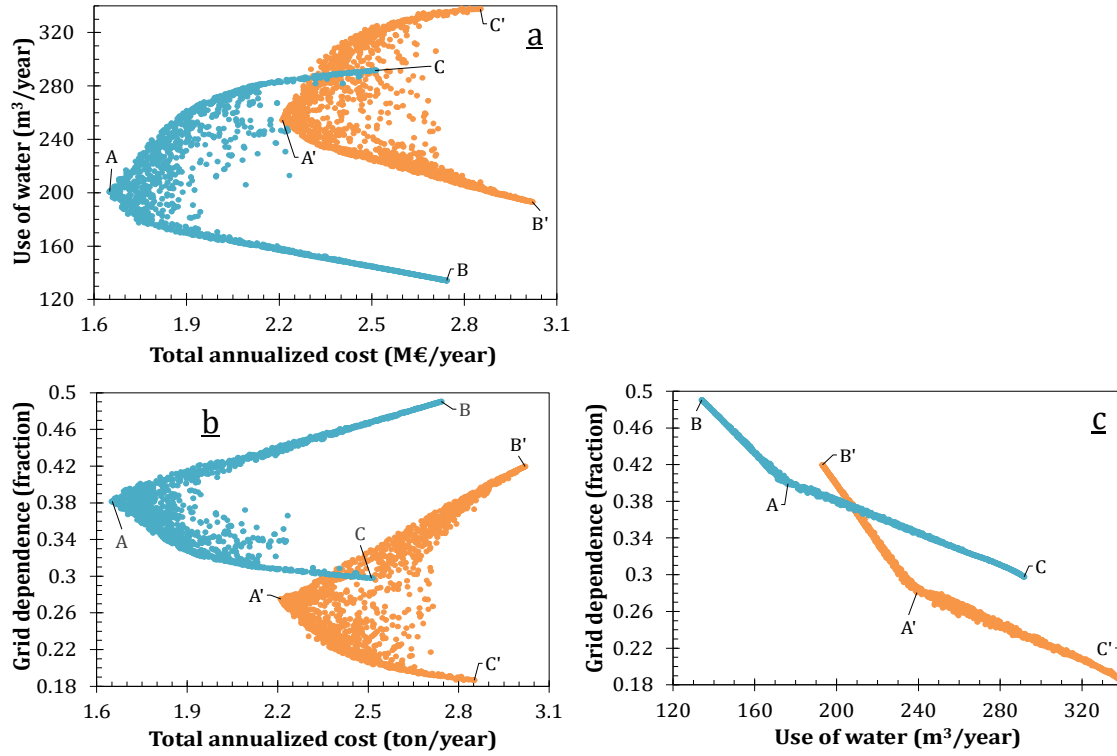 a
Use of water (m³/year)
320
280
240
200
160
120
1.6
1.9
2.2
2.5
2.8
3.1
Total annualized cost (M€/year)
A
B
C
A'
B'
C'
b
Grid dependence (fraction)
0.5
0.46
0.42
0.38
0.34
0.3
0.26
0.22
0.18
1.6
1.9
2.2
2.5
2.8
3.1
Total annualized cost (ton/year)
A
B
C
A'
B'
C'
c
Grid dependence (fraction)
0.5
0.46
0.42
0.38
0.34
0.3
0.26
0.22
0.18
120
160
200
240
280
320
Use of water (m³/year)
B
B'
A
C
A'
C'